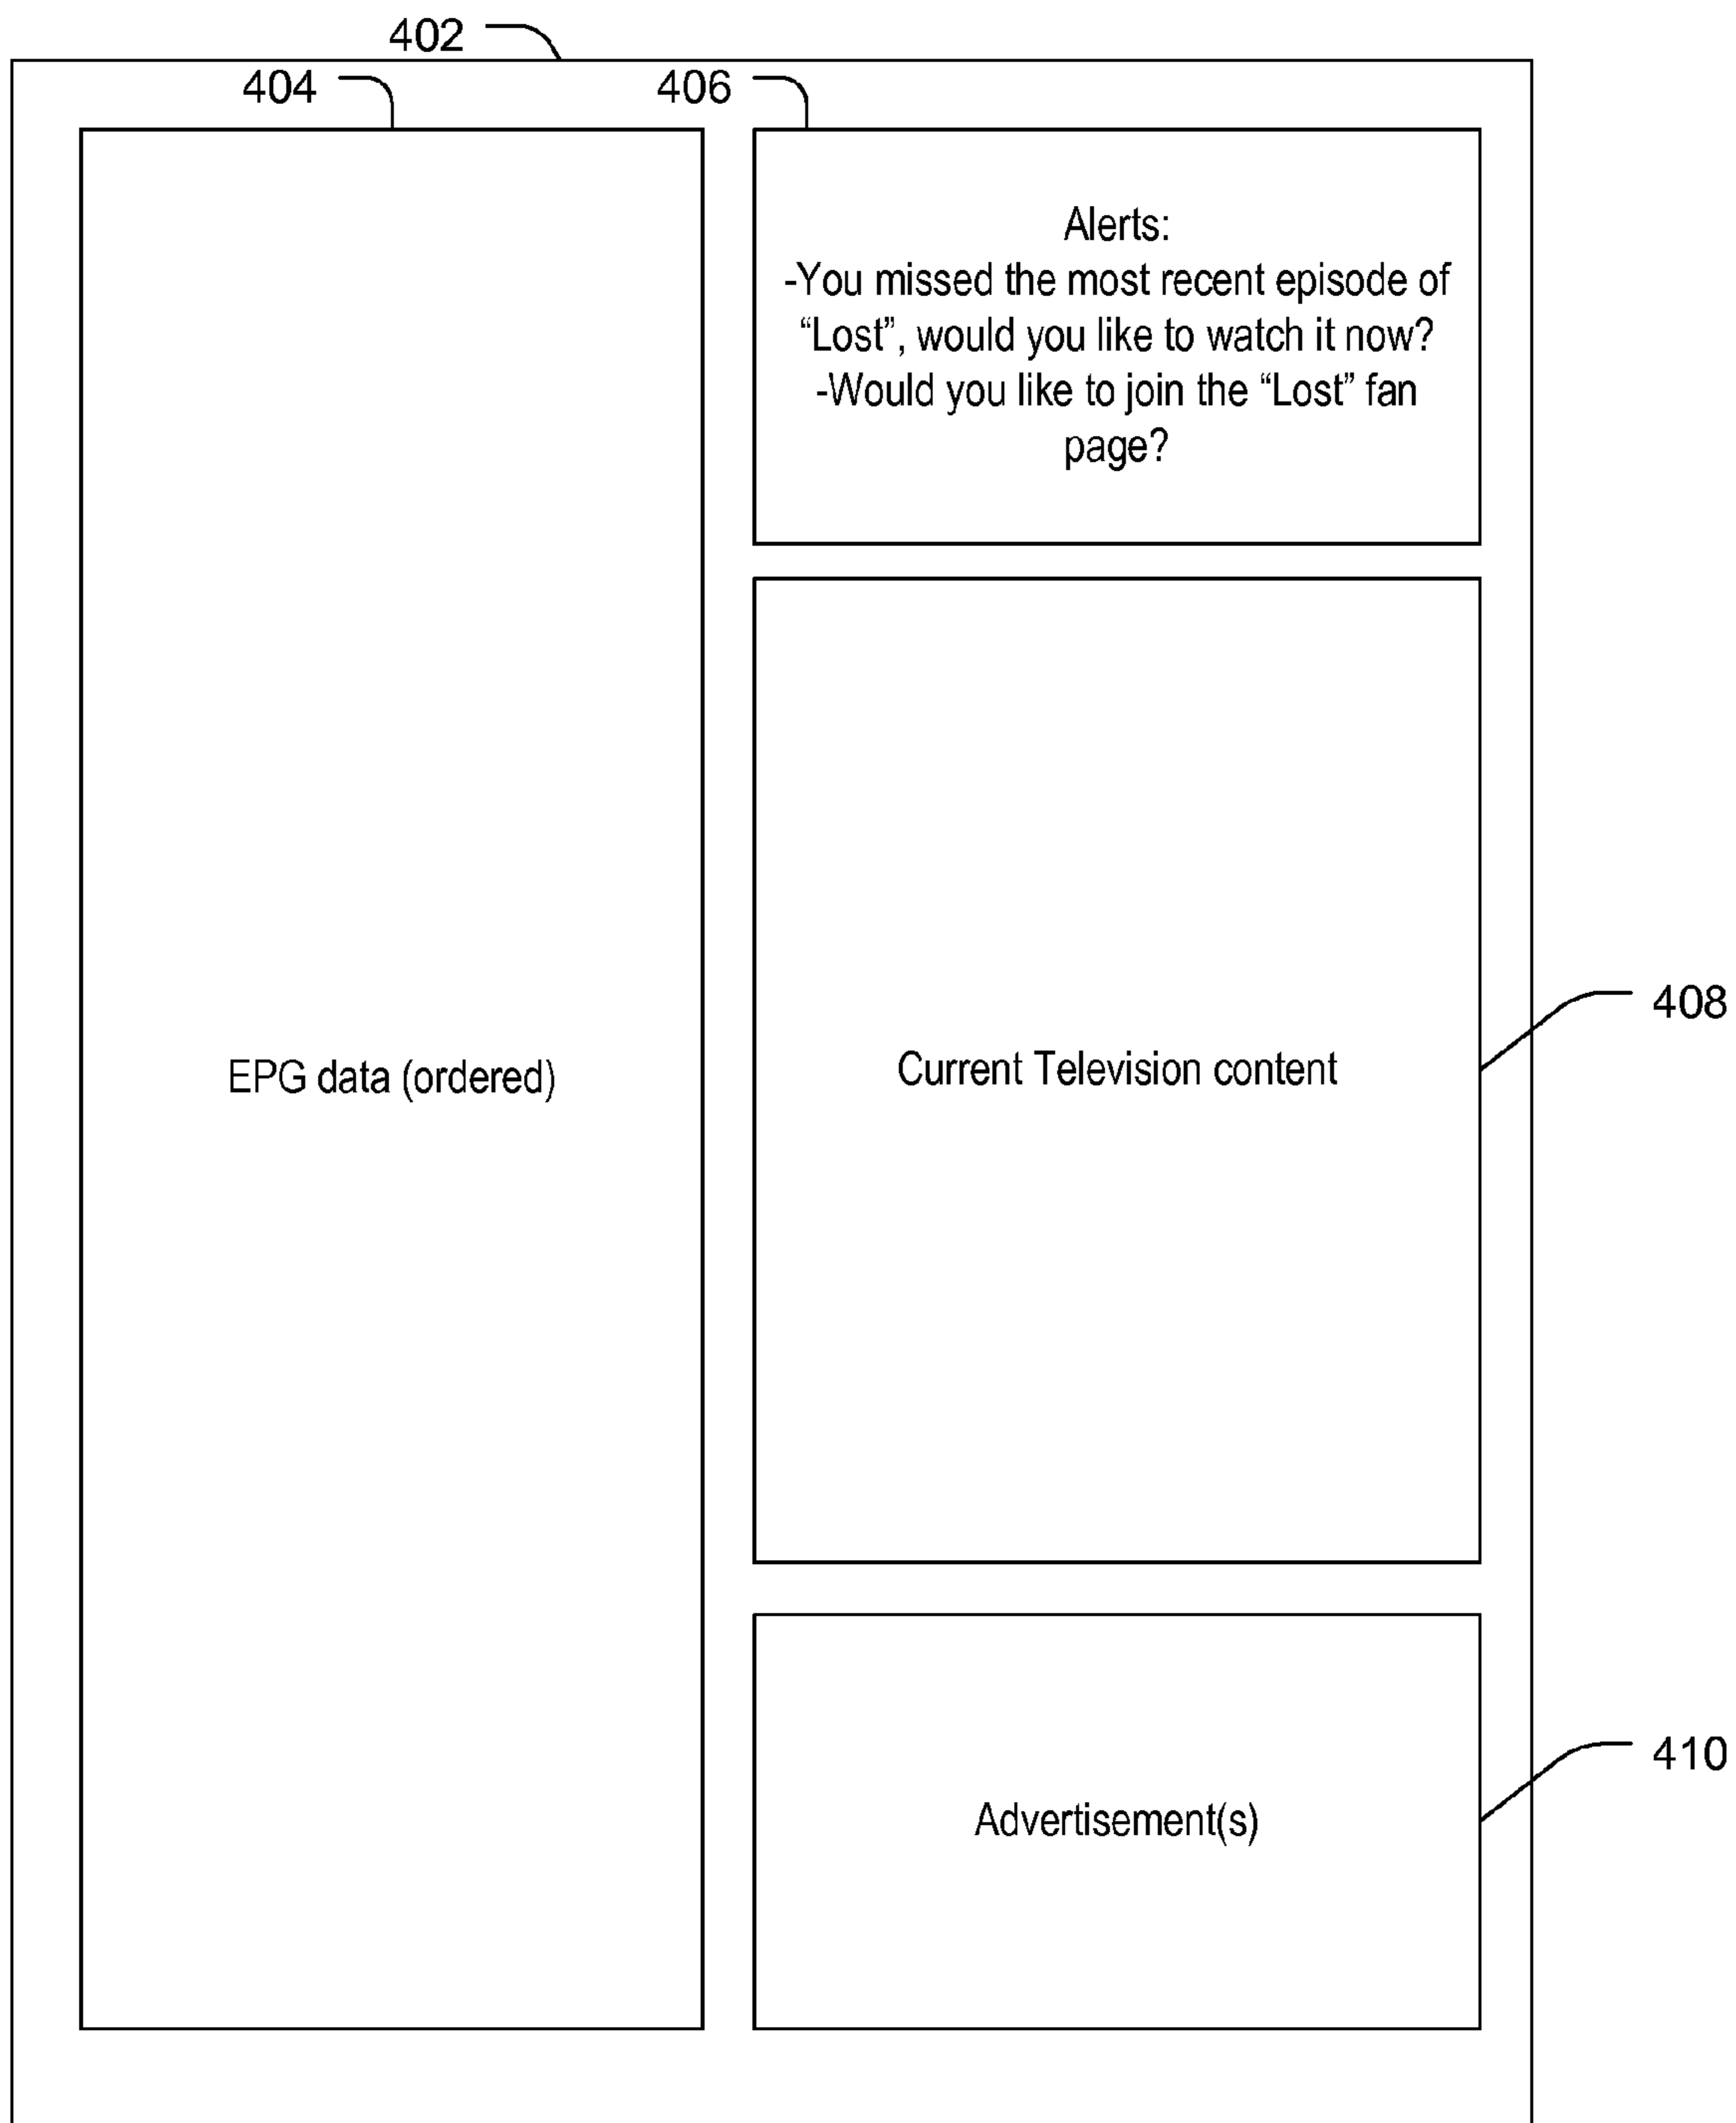 402
404
406
Alerts:
-You missed the most recent episode of
“Lost”, would you like to watch it now?
-Would you like to join the “Lost” fan
page?
EPG data (ordered)
Current Television content
408
Advertisement(s)
410